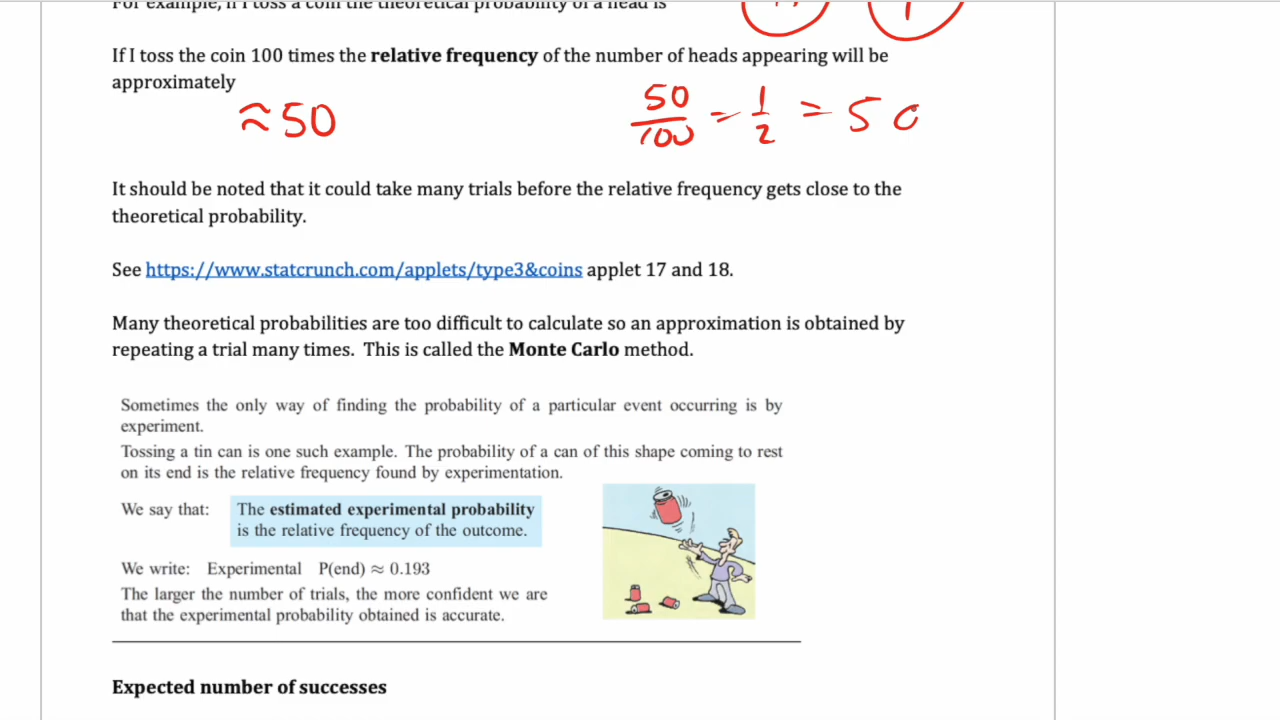 For example, if I toss a coin the theoretical probability of a head is
If I toss the coin 100 times the relative frequency of the number of heads appearing will be
approximately
≈50
50/100 = 1/2 = 50
It should be noted that it could take many trials before the relative frequency gets close to the
theoretical probability.
See https://www.statcrunch.com/applets/type3&coins applet 17 and 18.
Many theoretical probabilities are too difficult to calculate so an approximation is obtained by
repeating a trial many times. This is called the Monte Carlo method.
Sometimes the only way of finding the probability of a particular event occurring is by
experiment.
Tossing a tin can is one such example. The probability of a can of this shape coming to rest
on its end is the relative frequency found by experimentation.
We say that: The estimated experimental probability
is the relative frequency of the outcome.
We write: Experimental P(end) ≈ 0.193
The larger the number of trials, the more confident we are
that the experimental probability obtained is accurate.
Expected number of successes